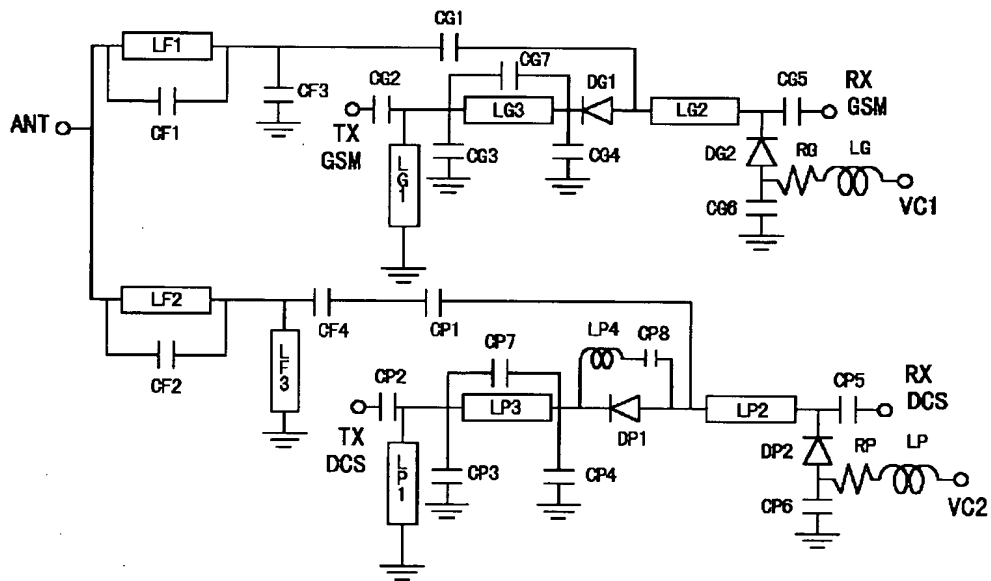 CG1
LF1
CG7
CG2
DG1
CG5
RX
GSM
CF3
LG3
LG2
ANT
CF1
TX
GSM
CG3
CG4
DG2
RG
LG
LG1
CG6
VC1
LF2
CF4
CP1
LP4
CP8
CF2
LF3
CP7
CP2
LP3
DP1
LP2
CP5
RX
DCS
TX
DCS
LP1
CP3
CP4
DP2
RP
LP
CP6
VC2